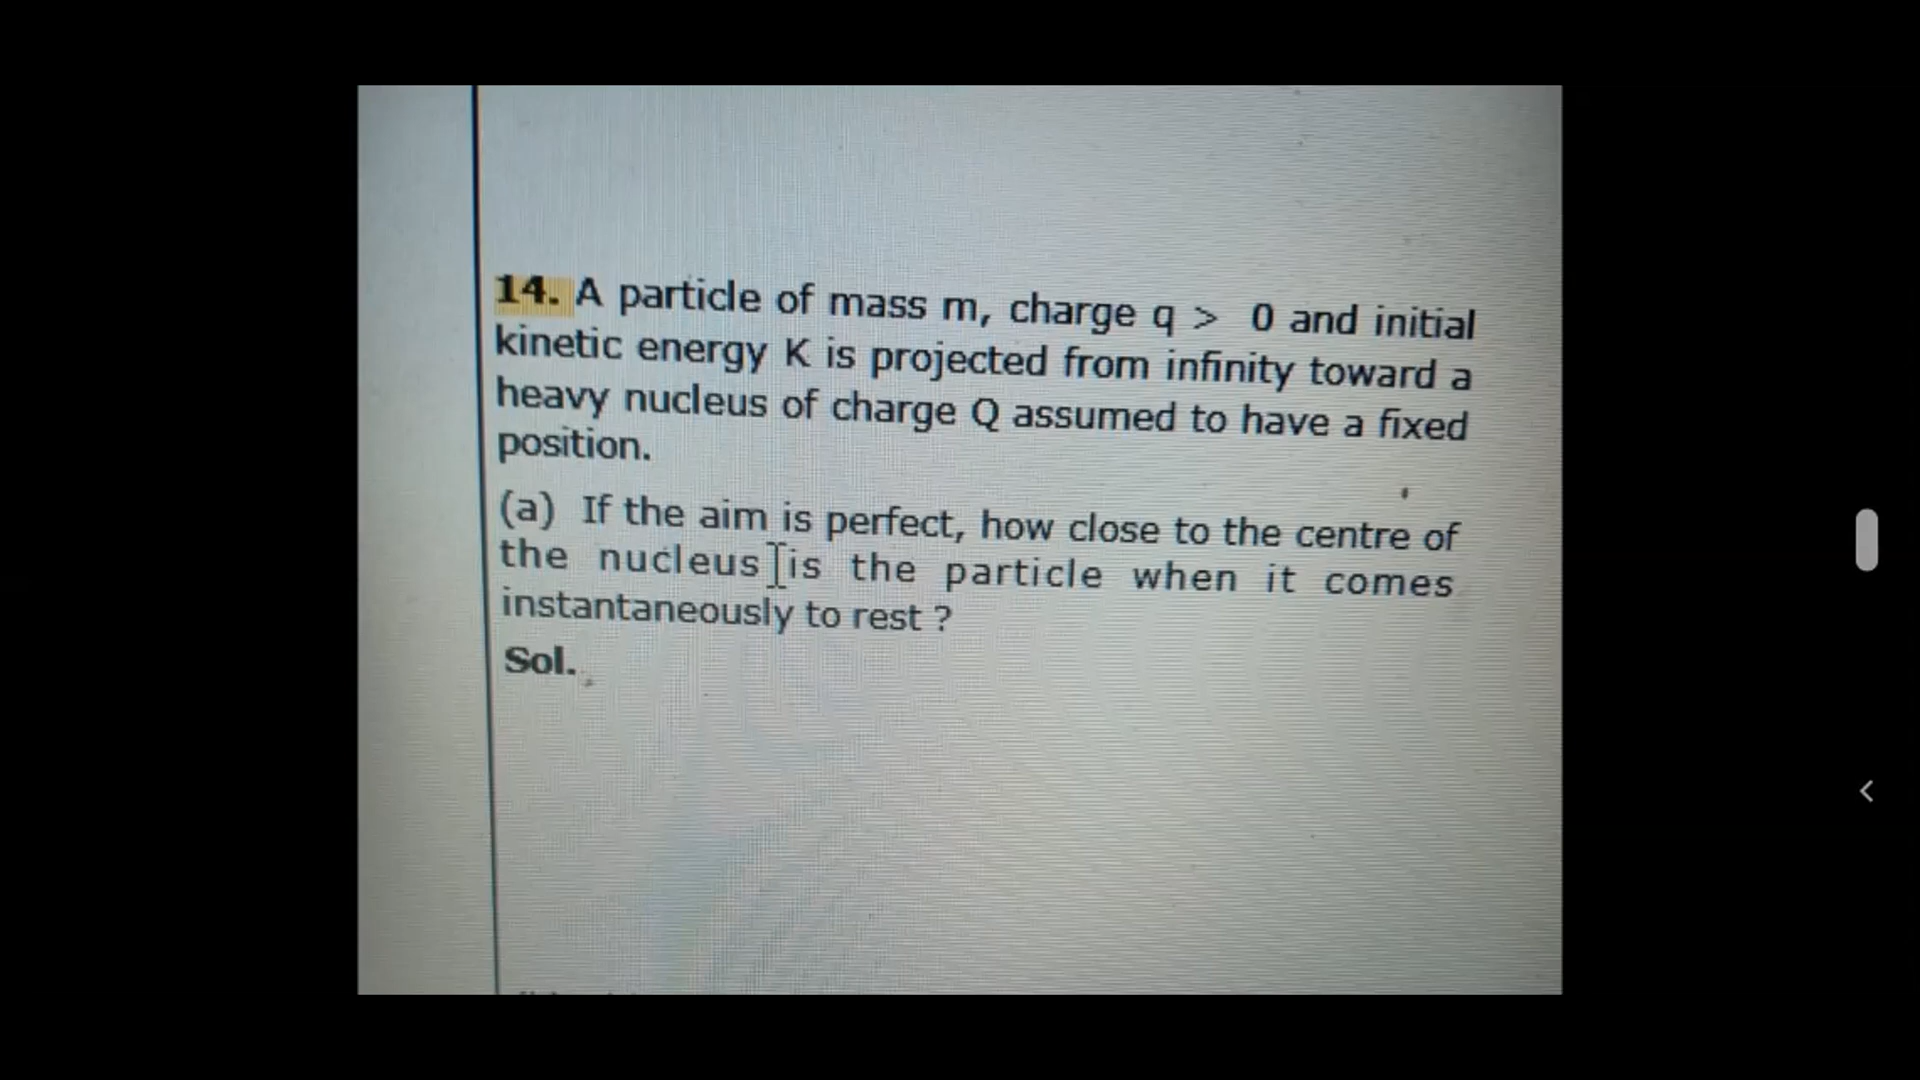 14. A particle of mass m, charge q > 0 and initial
kinetic energy K is projected from infinity toward a
heavy nucleus of charge Q assumed to have a fixed
position.
(a) If the aim is perfect, how close to the centre of
the nucleus is the particle when it comes
instantaneously to rest ?
Sol.